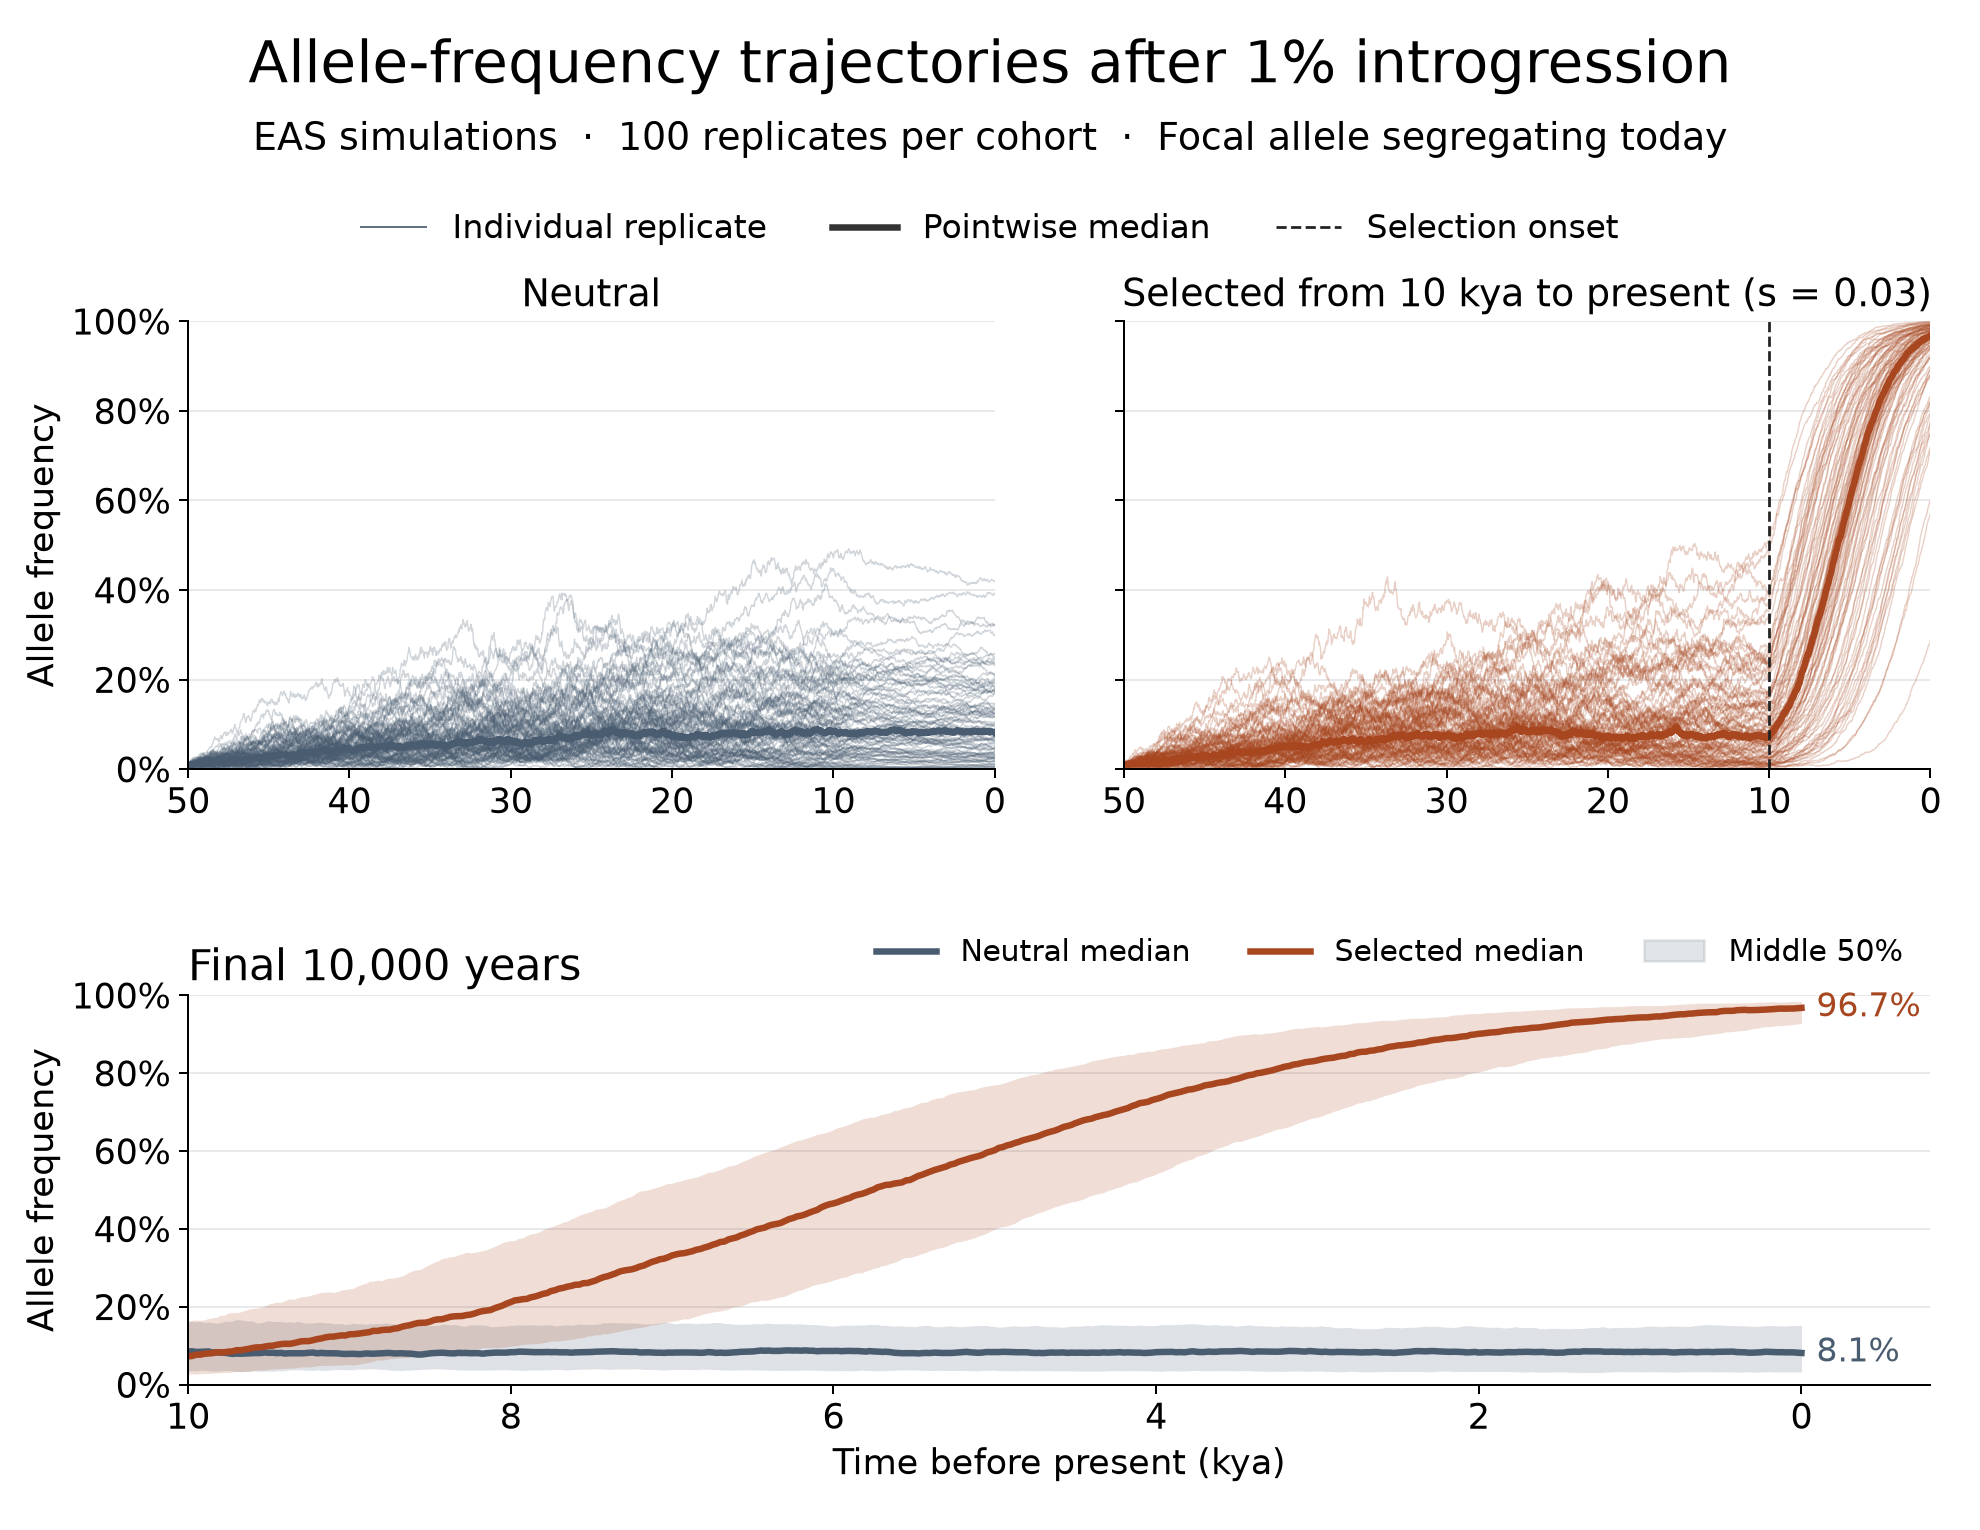 Allele-frequency trajectories after 1% introgression
EAS simulations · 100 replicates per cohort · Focal allele segregating today
Individual replicate Pointwise median Selection onset
Neutral
Selected from 10 kya to present (s = 0.03)
Allele frequency
100%
80%
60%
40%
20%
0%
50 40 30 20 10 0
50 40 30 20 10 0
Final 10,000 years
Neutral median Selected median Middle 50%
Allele frequency
100%
80%
60%
40%
20%
0%
96.7%
8.1%
10 8 6 4 2 0
Time before present (kya)